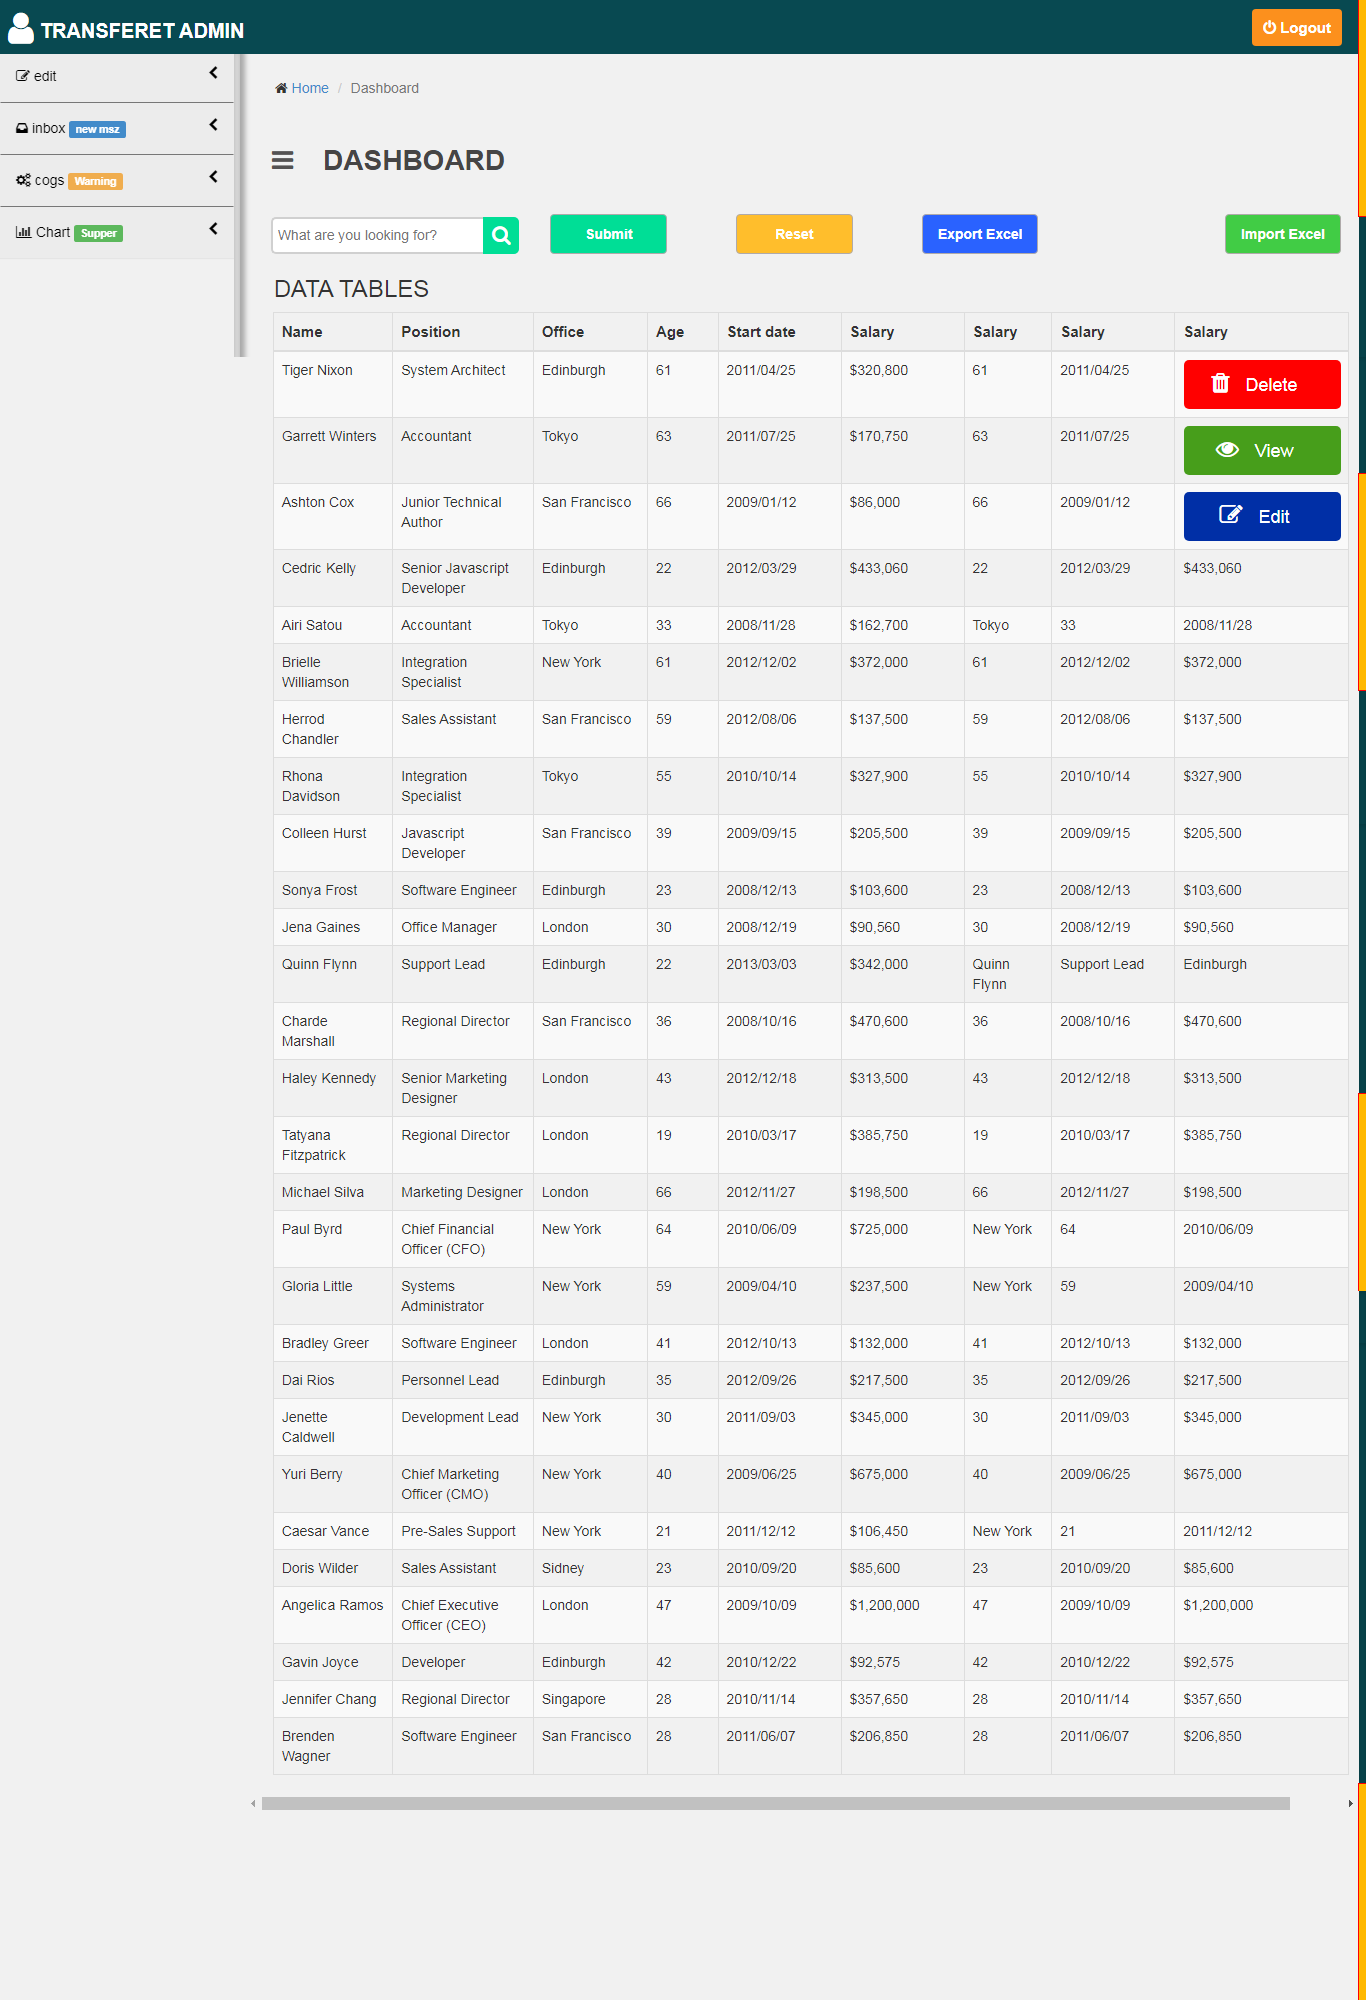 TRANSFERET ADMIN
Logout
edit
inbox new msz
cogs Warning
Chart Supper
Home / Dashboard
DASHBOARD
What are you looking for?
Submit
Reset
Export Excel
Import Excel
DATA TABLES
Name Position Office Age Start date Salary Salary Salary Salary
Tiger Nixon System Architect Edinburgh 61 2011/04/25 $320,800 61 2011/04/25 Delete
Garrett Winters Accountant Tokyo 63 2011/07/25 $170,750 63 2011/07/25 View
Ashton Cox Junior Technical San Francisco 66 2009/01/12 $86,000 66 2009/01/12 Edit
Author
Cedric Kelly Senior Javascript Edinburgh 22 2012/03/29 $433,060 22 2012/03/29 $433,060
Developer
Airi Satou Accountant Tokyo 33 2008/11/28 $162,700 Tokyo 33 2008/11/28
Brielle Integration New York 61 2012/12/02 $372,000 61 2012/12/02 $372,000
Williamson Specialist
Herrod Sales Assistant San Francisco 59 2012/08/06 $137,500 59 2012/08/06 $137,500
Chandler
Rhona Integration Tokyo 55 2010/10/14 $327,900 55 2010/10/14 $327,900
Davidson Specialist
Colleen Hurst Javascript San Francisco 39 2009/09/15 $205,500 39 2009/09/15 $205,500
Developer
Sonya Frost Software Engineer Edinburgh 23 2008/12/13 $103,600 23 2008/12/13 $103,600
Jena Gaines Office Manager London 30 2008/12/19 $90,560 30 2008/12/19 $90,560
Quinn Flynn Support Lead Edinburgh 22 2013/03/03 $342,000 Quinn Support Lead Edinburgh
Flynn
Charde Regional Director San Francisco 36 2008/10/16 $470,600 36 2008/10/16 $470,600
Marshall
Haley Kennedy Senior Marketing London 43 2012/12/18 $313,500 43 2012/12/18 $313,500
Designer
Tatyana Regional Director London 19 2010/03/17 $385,750 19 2010/03/17 $385,750
Fitzpatrick
Michael Silva Marketing Designer London 66 2012/11/27 $198,500 66 2012/11/27 $198,500
Paul Byrd Chief Financial New York 64 2010/06/09 $725,000 New York 64 2010/06/09
Officer (CFO)
Gloria Little Systems New York 59 2009/04/10 $237,500 New York 59 2009/04/10
Administrator
Bradley Greer Software Engineer London 41 2012/10/13 $132,000 41 2012/10/13 $132,000
Dai Rios Personnel Lead Edinburgh 35 2012/09/26 $217,500 35 2012/09/26 $217,500
Jenette Development Lead New York 30 2011/09/03 $345,000 30 2011/09/03 $345,000
Caldwell
Yuri Berry Chief Marketing New York 40 2009/06/25 $675,000 40 2009/06/25 $675,000
Officer (CMO)
Caesar Vance Pre-Sales Support New York 21 2011/12/12 $106,450 New York 21 2011/12/12
Doris Wilder Sales Assistant Sidney 23 2010/09/20 $85,600 23 2010/09/20 $85,600
Angelica Ramos Chief Executive London 47 2009/10/09 $1,200,000 47 2009/10/09 $1,200,000
Officer (CEO)
Gavin Joyce Developer Edinburgh 42 2010/12/22 $92,575 42 2010/12/22 $92,575
Jennifer Chang Regional Director Singapore 28 2010/11/14 $357,650 28 2010/11/14 $357,650
Brenden Software Engineer San Francisco 28 2011/06/07 $206,850 28 2011/06/07 $206,850
Wagner